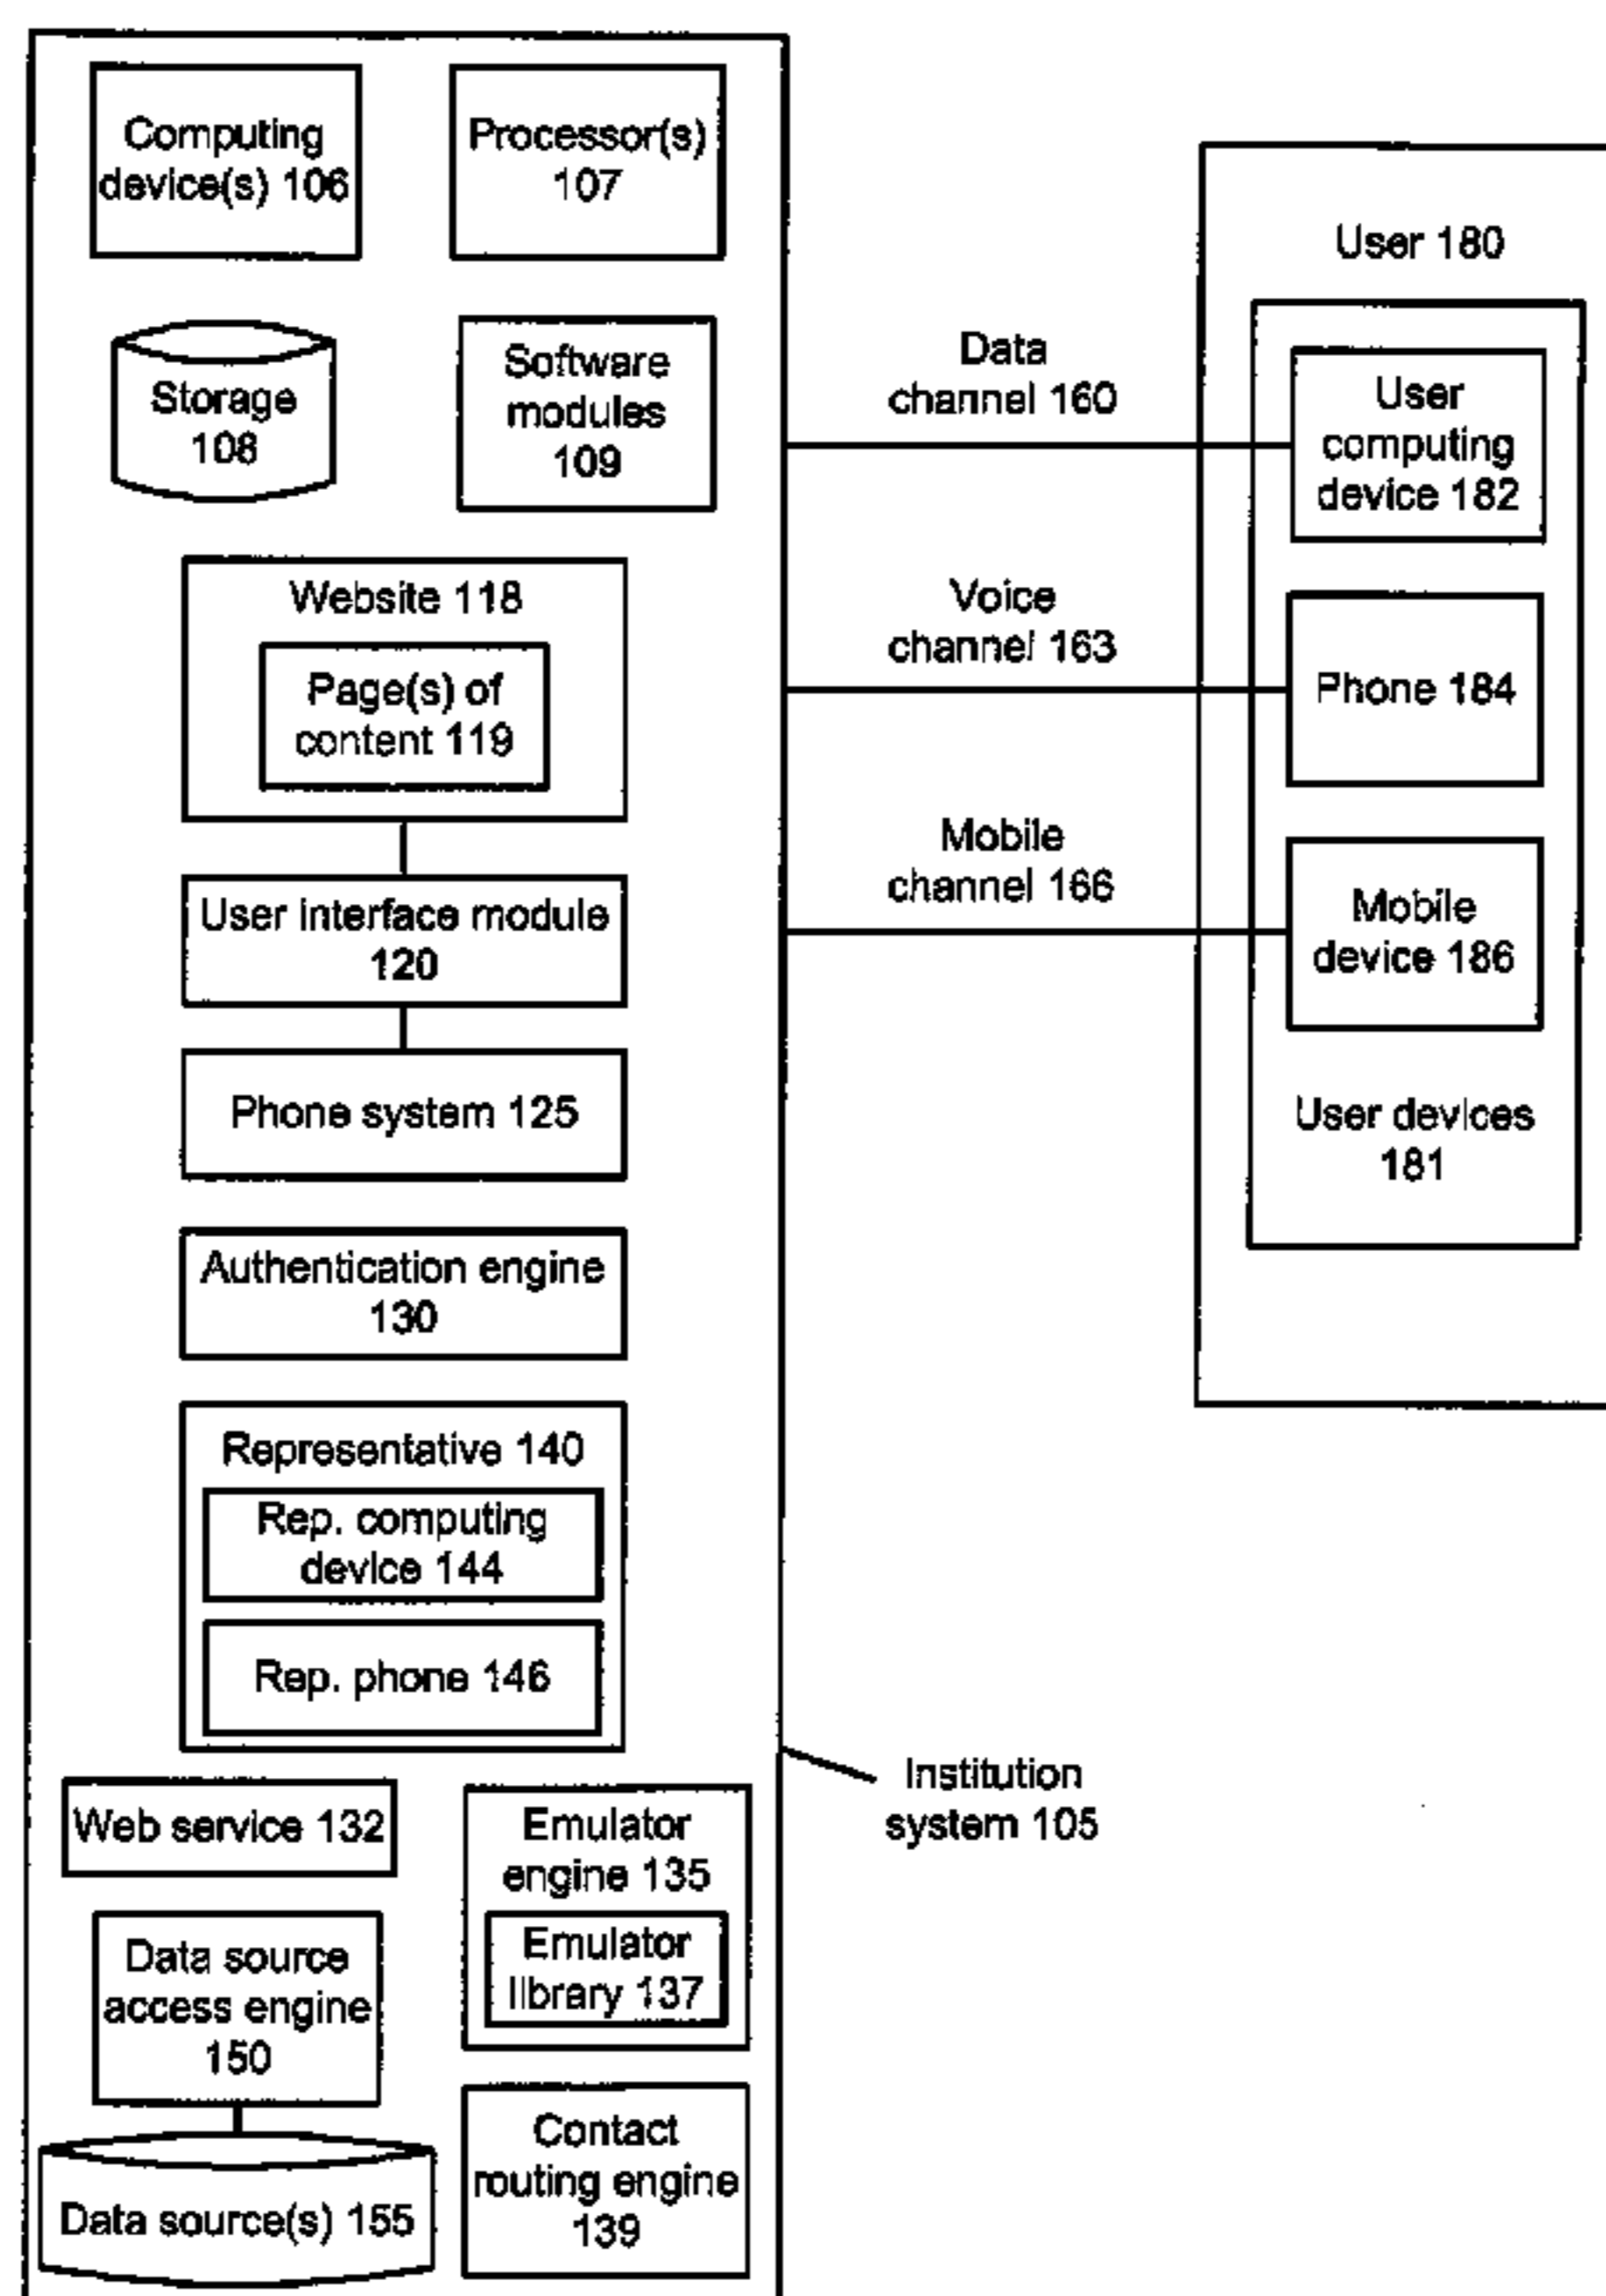 Computing
device(s) 106
Processor(s)
107
Storage
108
Software
modules
109
Website 118
Page(s) of
content 119
User interface module
120
Phone system 125
Authentication engine
130
Representative 140
Rep. computing
device 144
Rep. phone 146
Web service 132
Emulator
engine 135
Emulator
library 137
Data source
access engine
150
Data source(s) 155
Contact
routing engine
139
Data
channel 160
Voice
channel 163
Mobile
channel 166
Institution
system 105
User 180
User
computing
device 182
Phone 184
Mobile
device 186
User devices
181